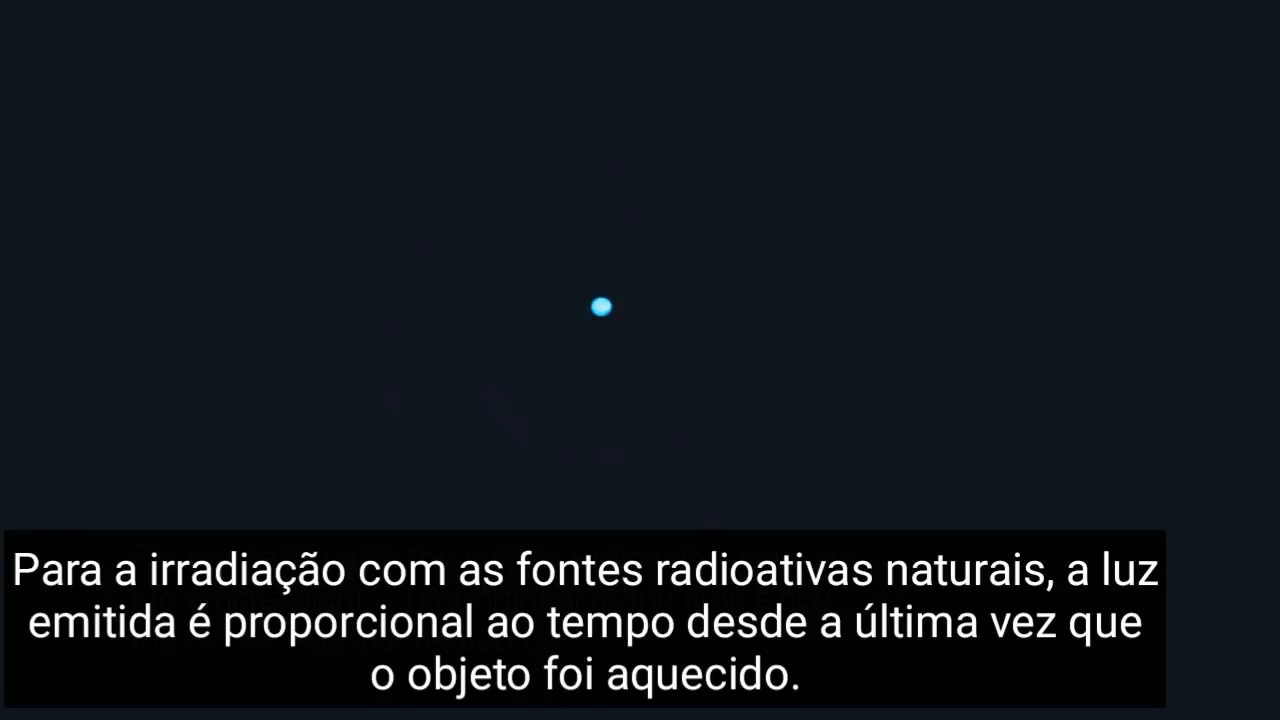 Para a irradiação com as fontes radioativas naturais, a luz
emitida é proporcional ao tempo desde a última vez que
o objeto foi aquecido.